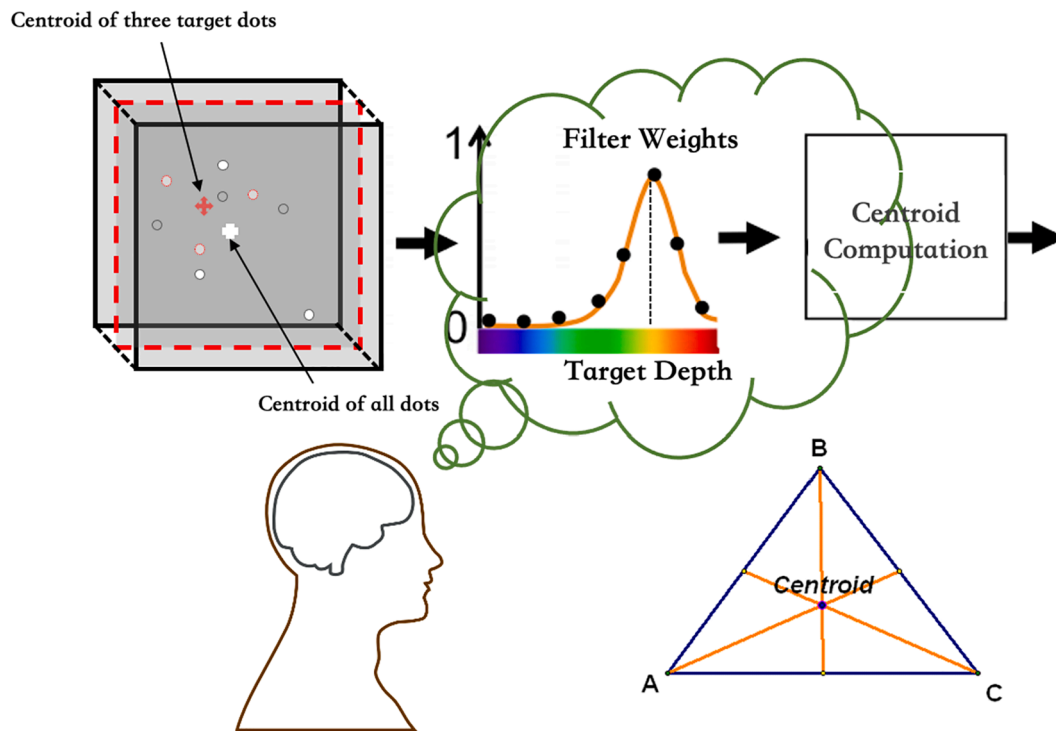 Centroid of three target dots
1
Filter Weights
Centroid
Computation
0
Target Depth
Centroid of all dots
B
Centroid
A
C